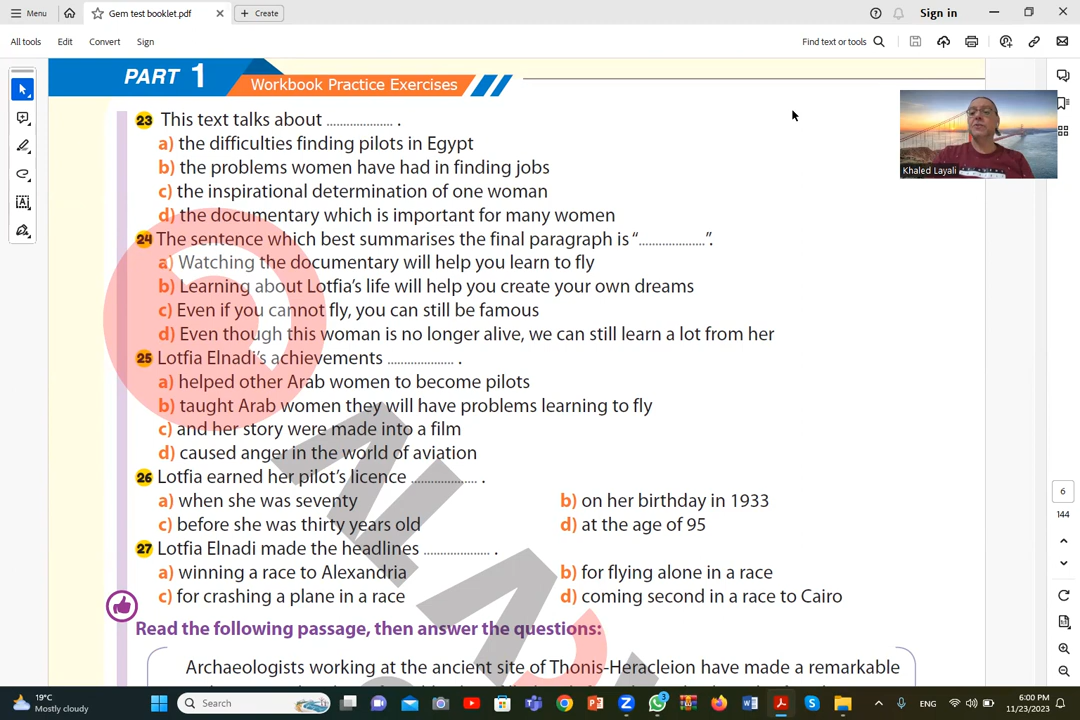 Menu
Gem test booklet.pdf
Create
Sign in
All tools
Edit
Convert
Sign
Find text or tools
PART 1
Workbook Practice Exercises
23 This text talks about .................... .
a) the difficulties finding pilots in Egypt
b) the problems women have had in finding jobs
c) the inspirational determination of one woman
d) the documentary which is important for many women
24 The sentence which best summarises the final paragraph is “....................”.
a) Watching the documentary will help you learn to fly
b) Learning about Lotfia’s life will help you create your own dreams
c) Even if you cannot fly, you can still be famous
d) Even though this woman is no longer alive, we can still learn a lot from her
25 Lotfia Elnadi’s achievements .................... .
a) helped other Arab women to become pilots
b) taught Arab women they will have problems learning to fly
c) and her story were made into a film
d) caused anger in the world of aviation
26 Lotfia earned her pilot’s licence .................... .
a) when she was seventy
b) on her birthday in 1933
c) before she was thirty years old
d) at the age of 95
27 Lotfia Elnadi made the headlines .................... .
a) winning a race to Alexandria
b) for flying alone in a race
c) for crashing a plane in a race
d) coming second in a race to Cairo
Read the following passage, then answer the questions:
Archaeologists working at the ancient site of Thonis-Heracleion have made a remarkable
Khaled Layali
6
144
19°C
Mostly cloudy
Search
3
ENG
6:00 PM
11/23/2023